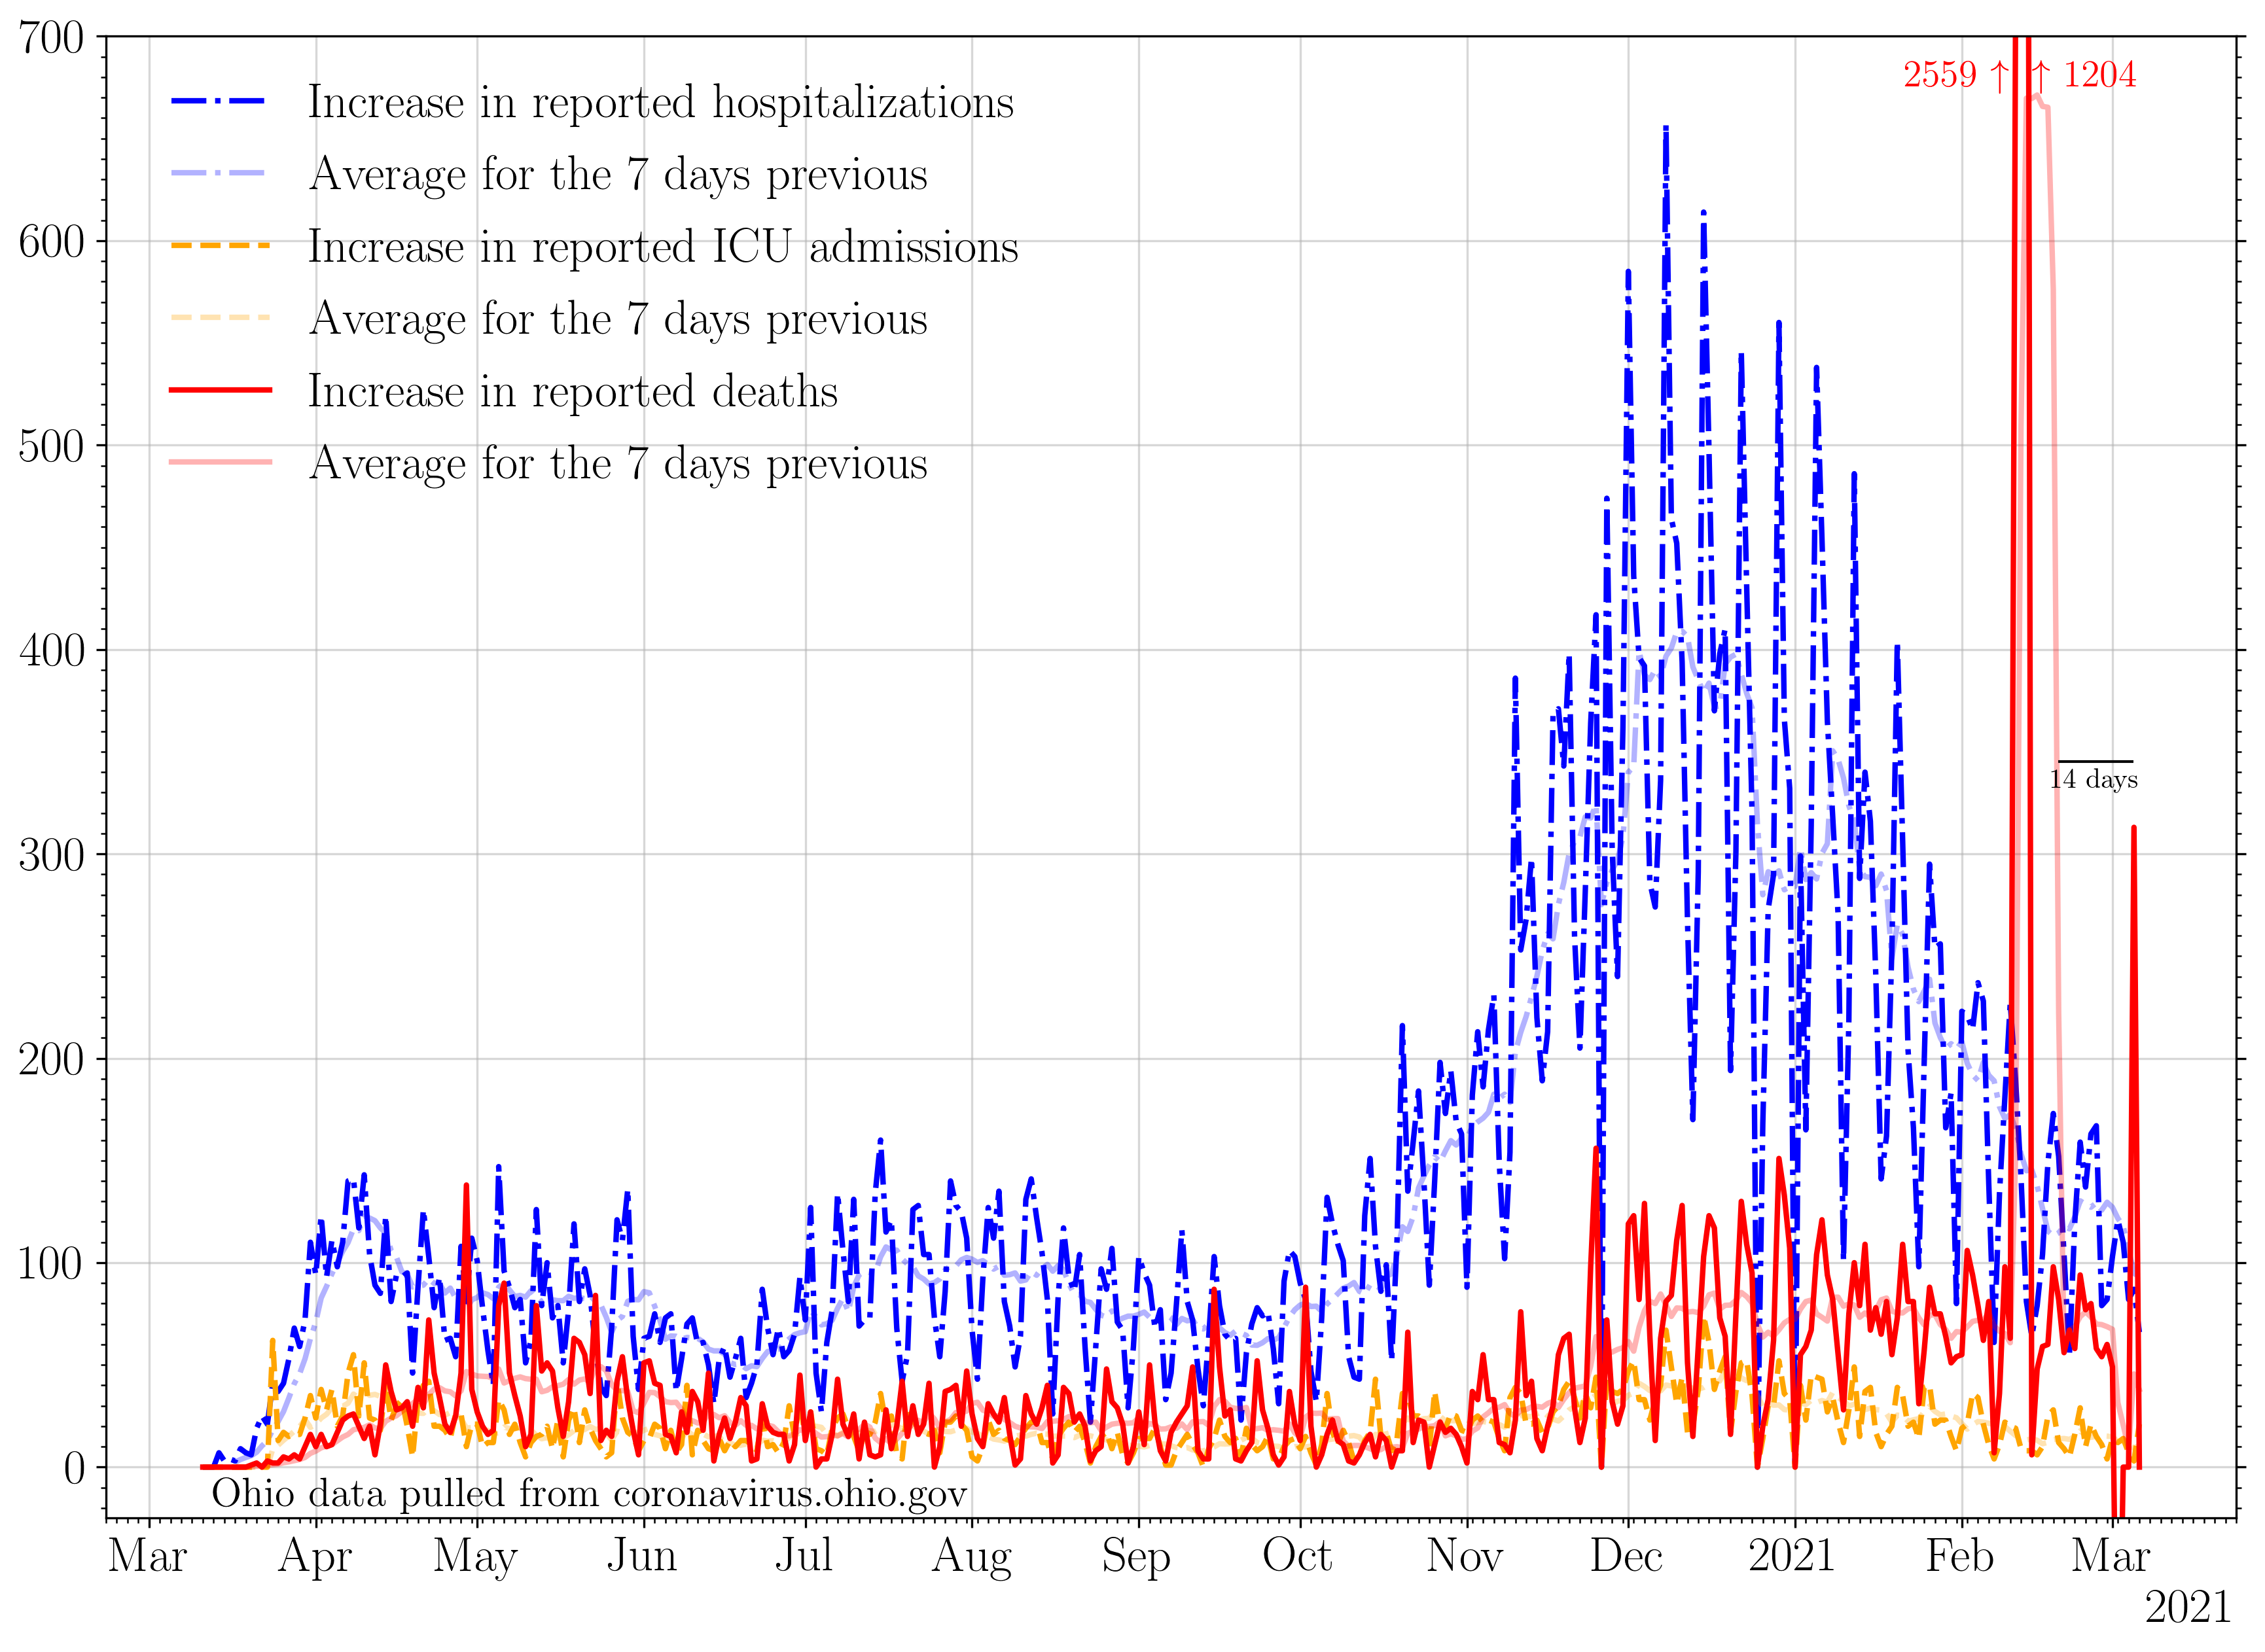 700
600
500
400
300
200
100
0
Increase in reported hospitalizations
Average for the 7 days previous
Increase in reported ICU admissions
Average for the 7 days previous
Increase in reported deaths
Average for the 7 days previous
2559 ↑ ↑ 1204
14 days
Ohio data pulled from coronavirus.ohio.gov
Mar Apr May Jun Jul Aug Sep Oct Nov Dec 2021 Feb Mar
2021